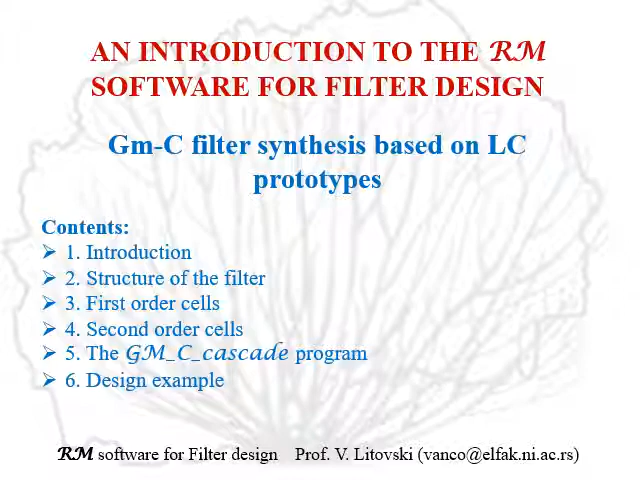 AN INTRODUCTION TO THE RM
SOFTWARE FOR FILTER DESIGN
Gm-C filter synthesis based on LC
prototypes
Contents:
➢ 1. Introduction
➢ 2. Structure of the filter
➢ 3. First order cells
➢ 4. Second order cells
➢ 5. The GM_C_cascade program
➢ 6. Design example
RM software for Filter design Prof. V. Litovski (vanco@elfak.ni.ac.rs)